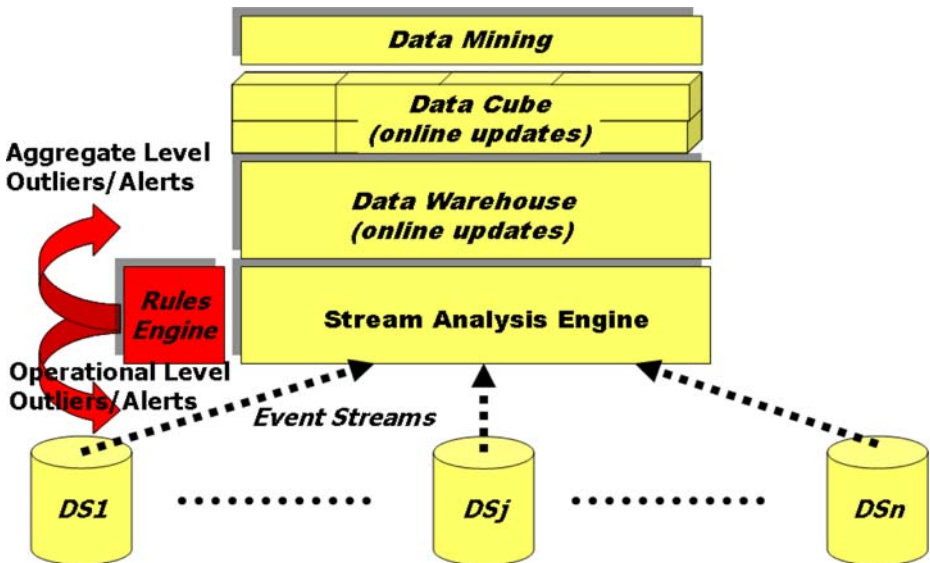 Data Mining
Data Cube
(online updates)
Aggregate Level
Outliers/Alerts
Data Warehouse
(online updates)
Rules
Engine
Stream Analysis Engine
Operational Level
Outliers/Alerts
Event Streams
DS1
DSj
DSn